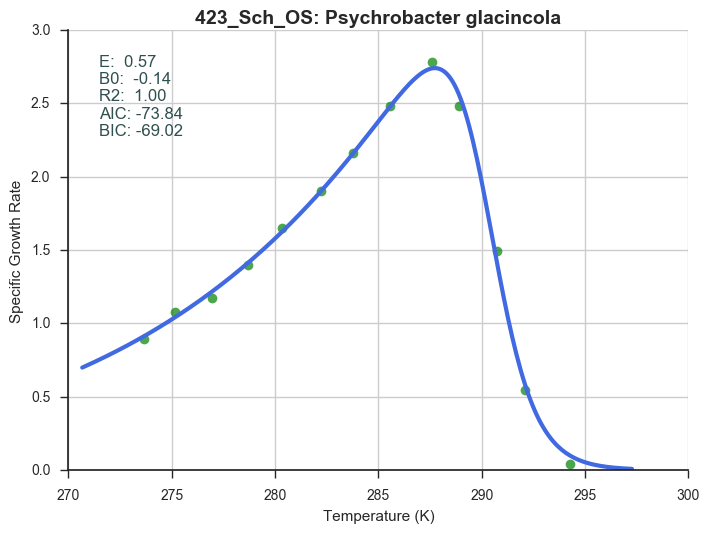 423_Sch_OS: Psychrobacter glacincola
E:  0.57
B0:  -0.14
R2:  1.00
AIC: -73.84
BIC: -69.02
Specific Growth Rate
3.0
2.5
2.0
1.5
1.0
0.5
0.0
270 275 280 285 290 295 300
Temperature (K)